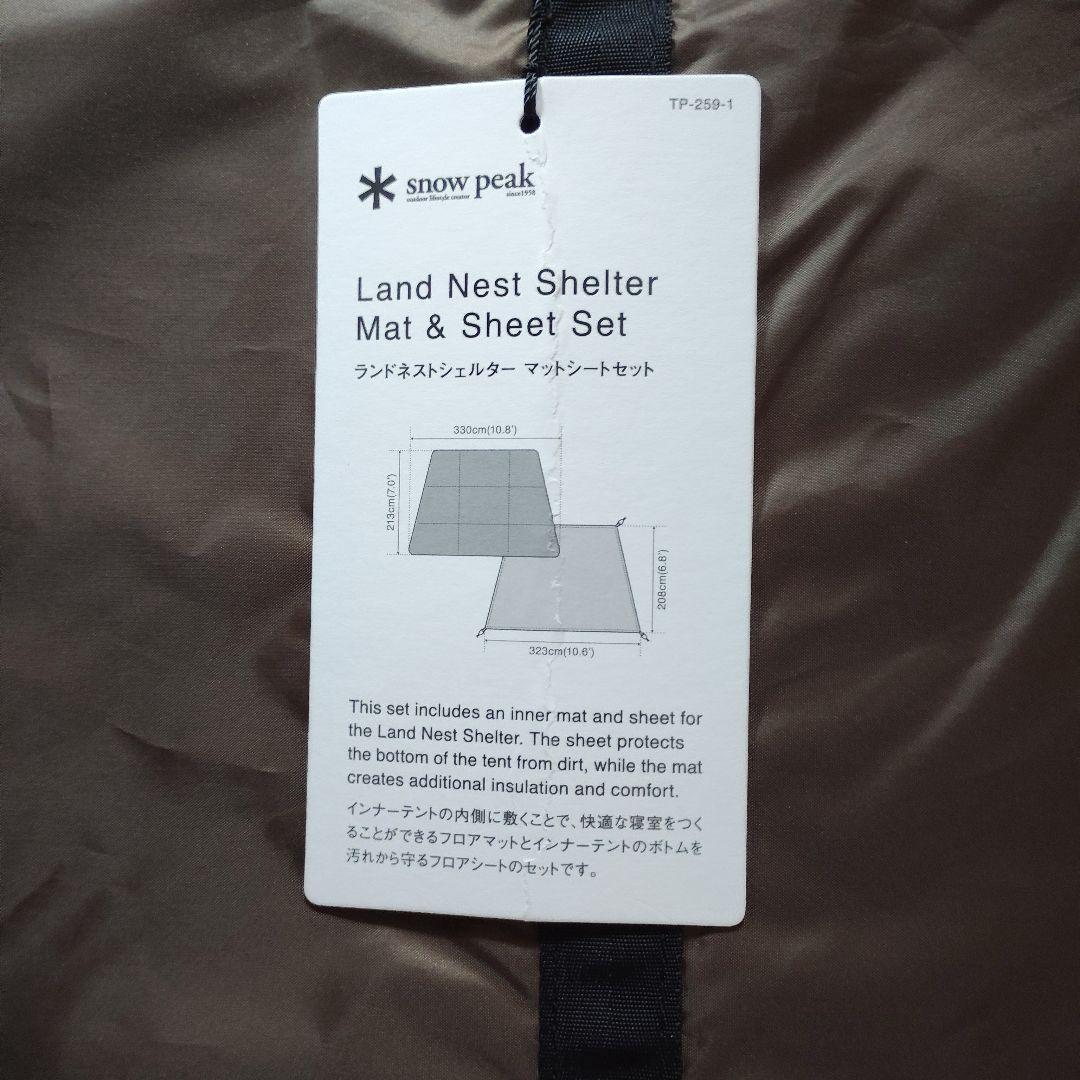 TP-259-1
snow peak
outdoor lifestyle creator since1958
Land Nest Shelter
Mat & Sheet Set
ランドネストシェルター マットシートセット
330cm(10.8')
213cm(7.0')
208cm(6.8')
323cm(10.6')
This set includes an inner mat and sheet for
the Land Nest Shelter. The sheet protects
the bottom of the tent from dirt, while the mat
creates additional insulation and comfort.
インナーテントの内側に敷くことで、快適な寝室をつく
ることができるフロアマットとインナーテントのボトムを
汚れから守るフロアシートのセットです。